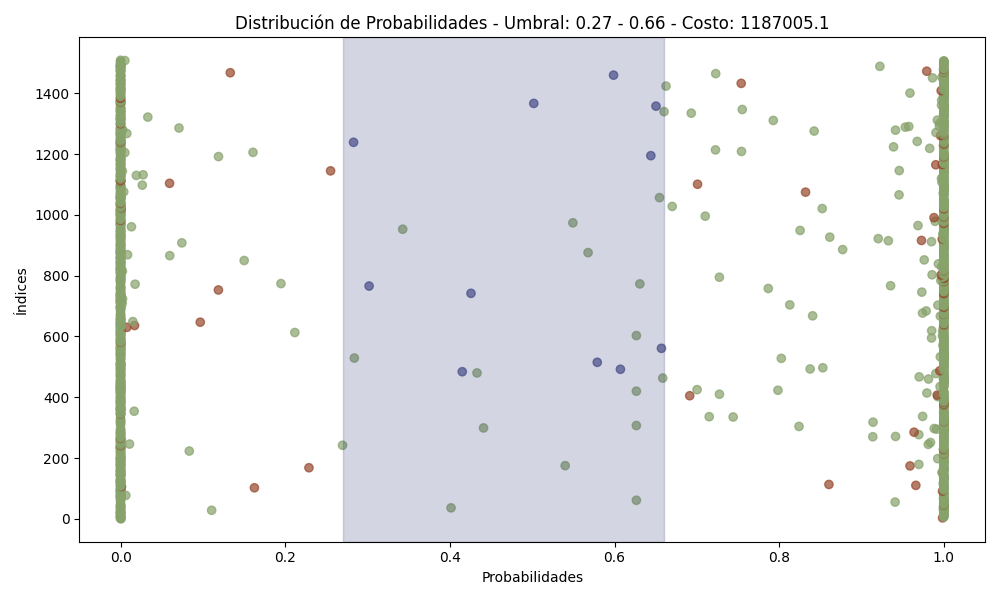 Distribución de Probabilidades - Umbral: 0.27 - 0.66 - Costo: 1187005.1
Índices
1400
1200
1000
800
600
400
200
0
0.0 0.2 0.4 0.6 0.8 1.0
Probabilidades